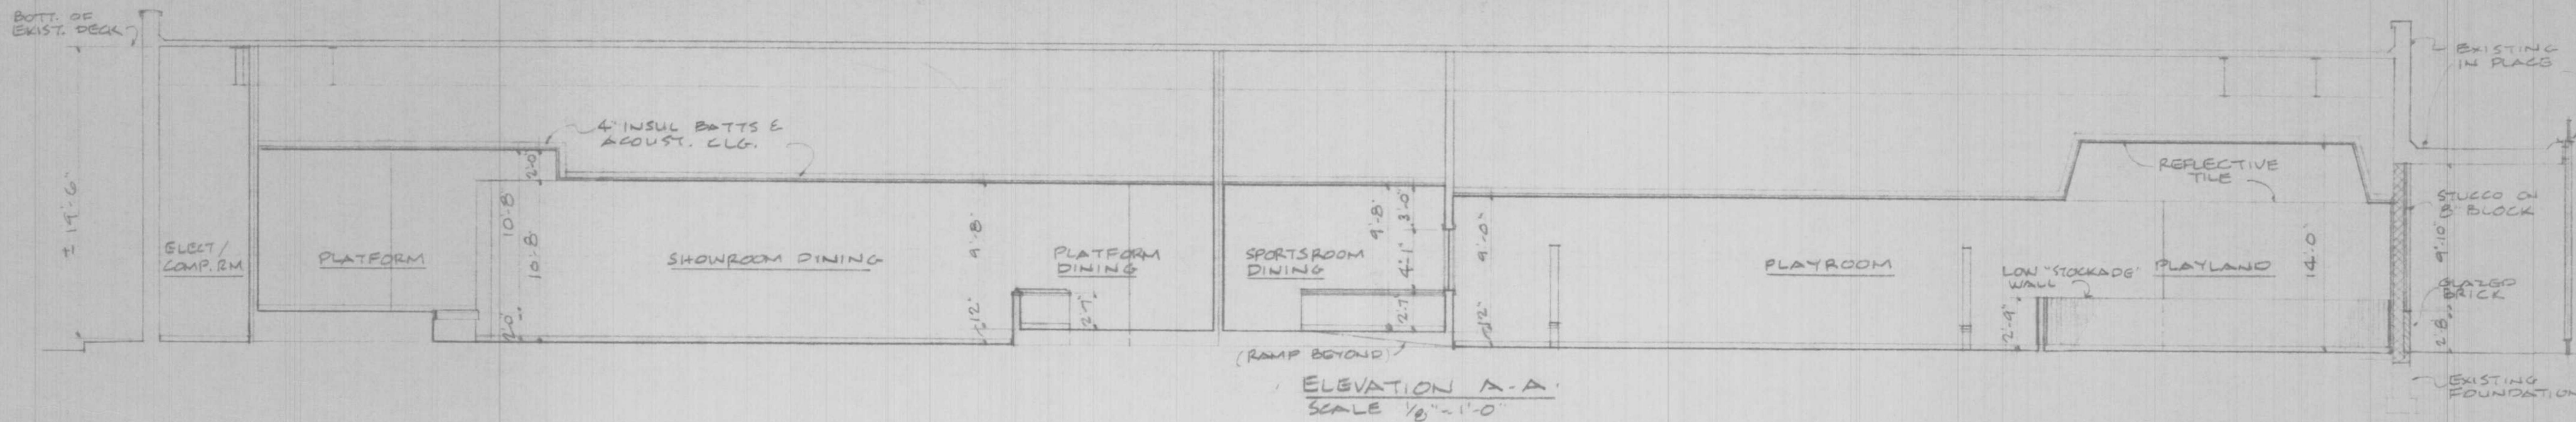 BOTT. OF
EXIST. DECK
± 19'-6"
ELECT/
COMP. RM
PLATFORM
4" INSUL BATTS &
ACOUST. CLG.
2'-0"
10'-8"
10'-8"
2'-0"
SHOWROOM DINING
9'-8"
12"
PLATFORM
DINING
2'-7"
SPORTSROOM
DINING
9'-8"
3'-0"
4'-1"
2'-7"
(RAMP BEYOND)
9'-0"
12"
PLAYROOM
LOW "STOCKADE"
WALL
2'-9"
PLAYLAND
REFLECTIVE
TILE
14'-0"
EXISTING
IN PLACE
STUCCO ON
8" BLOCK
9'-10"
GLAZED
BRICK
2'-8"
EXISTING
FOUNDATION
ELEVATION A-A
SCALE 1/8" = 1'-0"